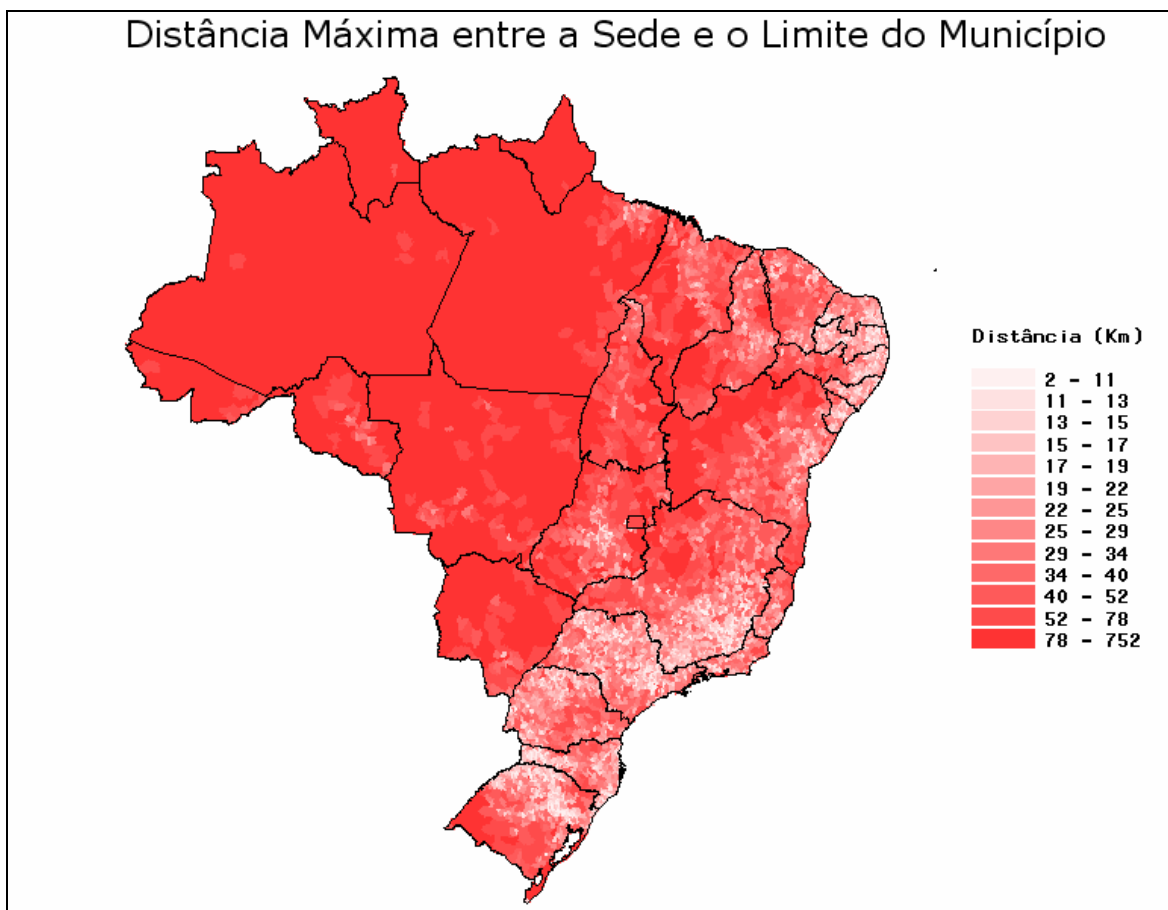 Distância Máxima entre a Sede e o Limite do Município
Distância (Km)
2 - 11
11 - 13
13 - 15
15 - 17
17 - 19
19 - 22
22 - 25
25 - 29
29 - 34
34 - 40
40 - 52
52 - 78
78 - 752